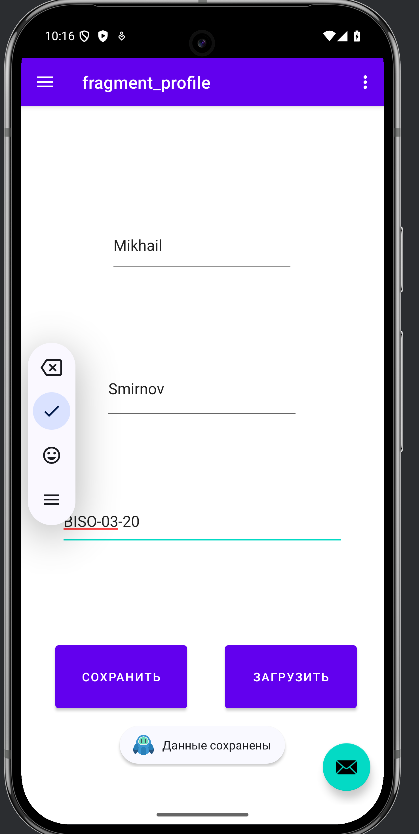 10:16
fragment_profile
Mikhail
Smirnov
BISO-03-20
СОХРАНИТЬ
ЗАГРУЗИТЬ
Данные сохранены